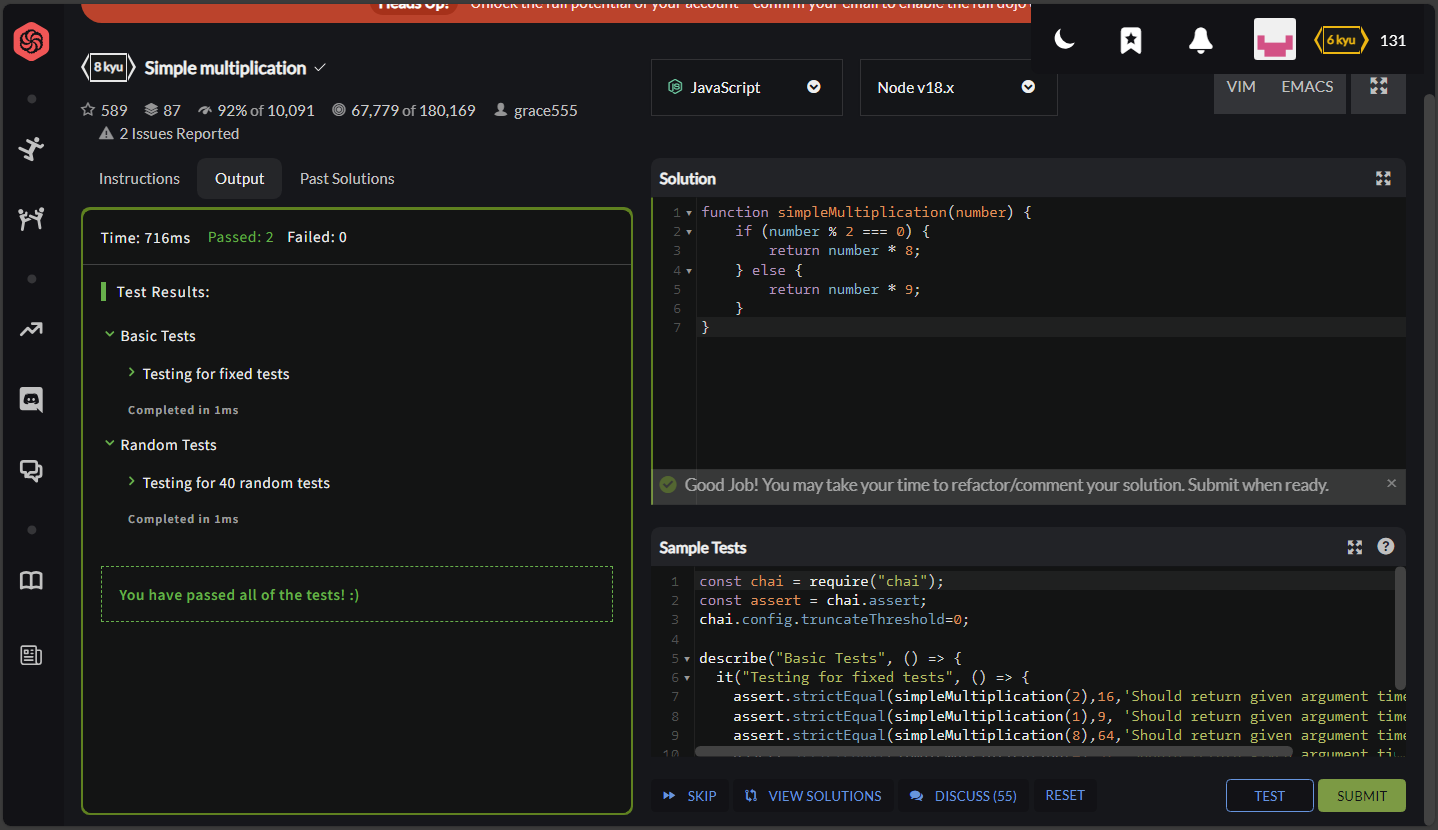 Heads Up! Unlock the full potential of your account - confirm your email to enable the full dojo
6 kyu 131
8 kyu Simple multiplication
JavaScript
Node v18.x
VIM EMACS
589 87 92% of 10,091 67,779 of 180,169 grace555
2 Issues Reported
Instructions Output Past Solutions
Time: 716ms Passed: 2 Failed: 0
Test Results:
Basic Tests
Testing for fixed tests
Completed in 1ms
Random Tests
Testing for 40 random tests
Completed in 1ms
You have passed all of the tests! :)
Solution
1 function simpleMultiplication(number) {
2 if (number % 2 === 0) {
3 return number * 8;
4 } else {
5 return number * 9;
6 }
7 }
Good Job! You may take your time to refactor/comment your solution. Submit when ready.
Sample Tests
1 const chai = require("chai");
2 const assert = chai.assert;
3 chai.config.truncateThreshold=0;
4
5 describe("Basic Tests", () => {
6 it("Testing for fixed tests", () => {
7 assert.strictEqual(simpleMultiplication(2),16,'Should return given argument time
8 assert.strictEqual(simpleMultiplication(1),9, 'Should return given argument time
9 assert.strictEqual(simpleMultiplication(8),64,'Should return given argument time
10 argument ti
SKIP VIEW SOLUTIONS DISCUSS (55) RESET TEST SUBMIT